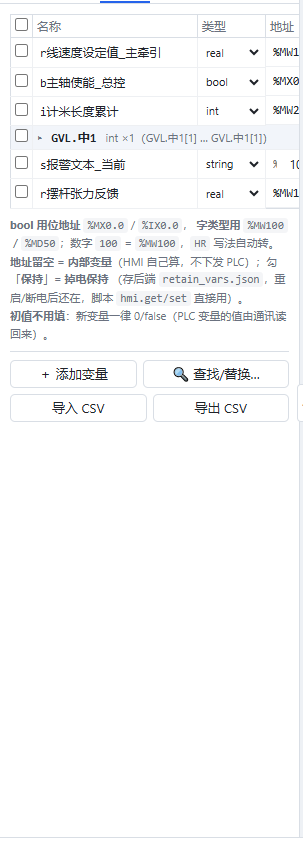 名称 类型 地址
r线速度设定值_主牵引 real %MW1
b主轴使能_总控 bool %MX0
i计米长度累计 int %MW2
▸ GVL.中1 int ×1 (GVL.中1[1] … GVL.中1[1])
s报警文本_当前 string % 10
r摆杆张力反馈 real %MW1
bool 用位地址 %MX0.0 / %IX0.0 ， 字类型用 %MW100
/ %MD50 ；数字 100 = %MW100 ， HR 写法自动转。
地址留空 = 内部变量（HMI 自己算，不下发 PLC）；勾
「保持」= 掉电保持 （存后端 retain_vars.json ，重
启/断电后还在，脚本 hmi.get/set 直接用）。
初值不用填：新变量一律 0/false（PLC 变量的值由通讯读
回来）。
+ 添加变量 🔍 查找/替换...
导入 CSV 导出 CSV